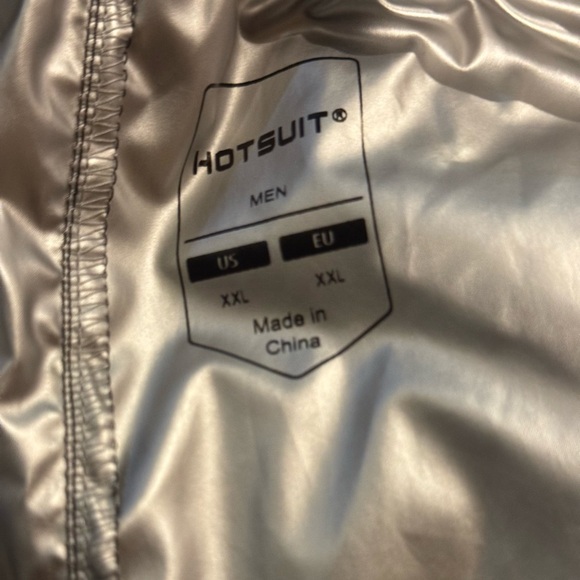 HOTSUIT®
MEN
US EU
XXL XXL
Made in
China